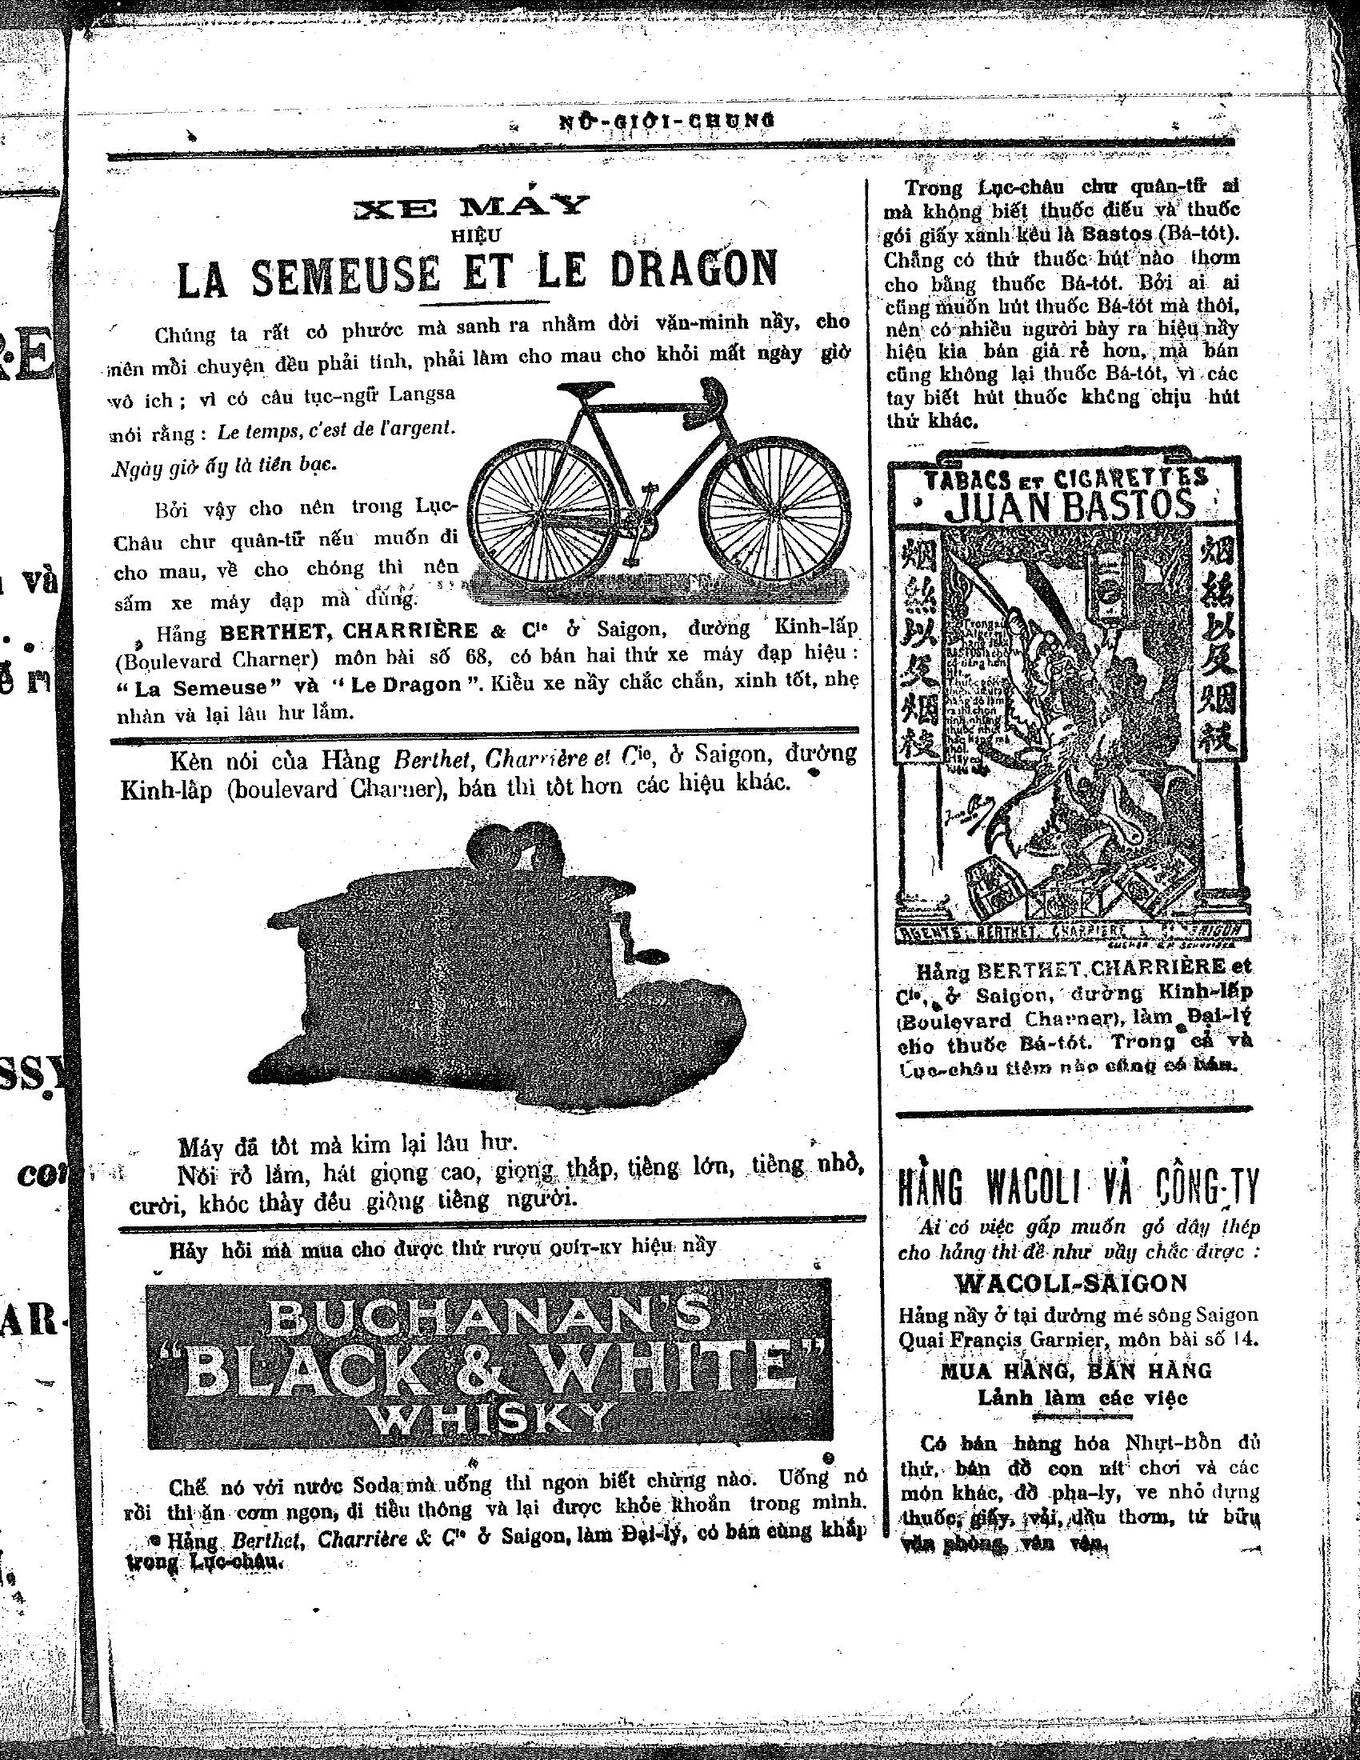 NỮ-GIỚI-CHUNG
XE MÁY
HIỆU
LA SEMEUSE ET LE DRAGON
Chúng ta rất có phước mà sanh ra nhằm đời văn-minh nầy, cho
nên mỗi chuyện đều phải tính, phải làm cho mau cho khỏi mất ngày giờ
vô ích; vì có câu tục-ngữ Langsa
nói rằng: Le temps, c'est de l'argent.
Ngày giờ ấy là tiền bạc.
Bởi vậy cho nên trong Lục-
Châu chư quân-tử nếu muốn đi
cho mau, về cho chóng thì nên
sắm xe máy đạp mà dùng.
Hảng BERTHET, CHARRIÈRE & Cie ở Saigon, đường Kinh-lấp
(Boulevard Charner) môn bài số 68, có bán hai thứ xe máy đạp hiệu:
“ La Semeuse” và “ Le Dragon ”. Kiểu xe nầy chắc chắn, xinh tốt, nhẹ
nhàn và lại lâu hư lắm.
Kèn nói của Hảng Berthet, Charrière et Cie, ở Saigon, đường
Kinh-lấp (boulevard Charner), bán thì tốt hơn các hiệu khác.
Máy đã tốt mà kim lại lâu hư.
Nói rỏ lắm, hát giọng cao, giọng thấp, tiếng lớn, tiếng nhỏ,
cười, khóc thảy đều giống tiếng người.
Hảy hỏi mà mua cho được thứ rượu QUÍT-KY hiệu nầy
BUCHANAN'S
“BLACK & WHITE”
WHISKY
Chế nó với nước Soda mà uống thì ngon biết chừng nào. Uống nó
rồi thì ăn cơm ngon, đi tiểu thông và lại được khỏe khoắn trong mình.
Hảng Berthet, Charrière & Cie ở Saigon, làm Đại-lý, có bán cùng khắp
trong Lục-châu.
Trong Lục-châu chư quân-tử ai
mà không biết thuốc điếu và thuốc
gói giấy xanh kêu là Bastos (Bá-tót).
Chẳng có thứ thuốc hút nào thơm
cho bằng thuốc Bá-tót. Bởi ai ai
cũng muốn hút thuốc Bá-tót mà thôi,
nên có nhiều người bày ra hiệu nầy
hiệu kia bán giá rẻ hơn, mà bán
cũng không lại thuốc Bá-tót, vì các
tay biết hút thuốc không chịu hút
thứ khác.
TABACS ET CIGARETTES
JUAN BASTOS
烟絲以及烟枝
烟絲以及烟枝
AGENTS: BERTHET, CHARRIERE & Cie SAIGON
Hảng BERTHET, CHARRIÈRE et
Cie, ở Saigon, đường Kinh-lấp
(Boulevard Charner), làm Đại-lý
cho thuốc Bá-tót. Trong cả và
Lục-châu tiệm nào cũng có bán.
HẢNG WACOLI VÀ CÔNG-TY
Ai có việc gấp muốn gỏ dây thép
cho hảng thì đề như vầy chắc được:
WACOLI-SAIGON
Hảng nầy ở tại đường mé sông Saigon
Quai Françis Garnier, môn bài số 14.
MUA HÀNG, BÁN HÀNG
Lảnh làm các việc
Có bán hàng hóa Nhựt-Bổn đủ
thứ, bán đồ con nít chơi và các
món khác, đồ pha-ly, ve nhỏ dựng
thuốc, giấy, vải, dầu thơm, tứ bửu
văn phòng, vân vân.